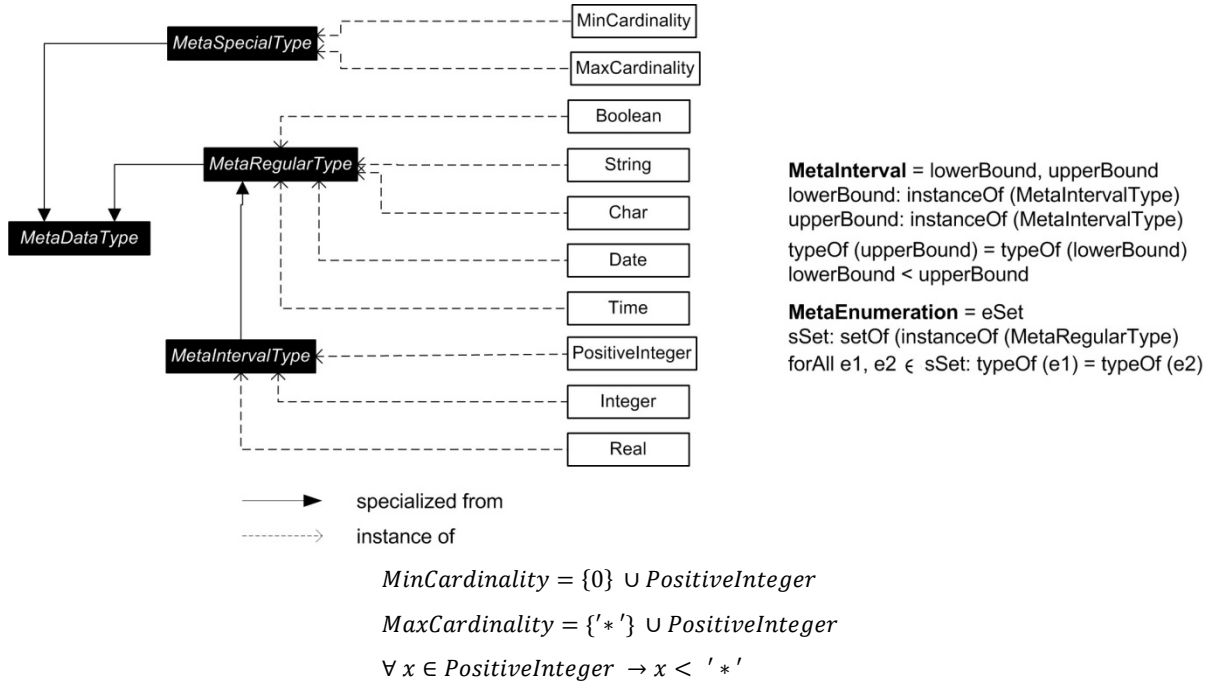 MinCardinality
MetaSpecialType
MaxCardinality
Boolean
MetaRegularType
String
Char
MetaDataType
Date
Time
MetaIntervalType
PositiveInteger
Integer
Real
MetaInterval = lowerBound, upperBound
lowerBound: instanceOf (MetaIntervalType)
upperBound: instanceOf (MetaIntervalType)
typeOf (upperBound) = typeOf (lowerBound)
lowerBound < upperBound
MetaEnumeration = eSet
sSet: setOf (instanceOf (MetaRegularType)
forAll e1, e2 ϵ sSet: typeOf (e1) = typeOf (e2)
specialized from
instance of
MinCardinality = {0} ∪ PositiveInteger
MaxCardinality = {'*'} ∪ PositiveInteger
∀ x ∈ PositiveInteger → x < '*'